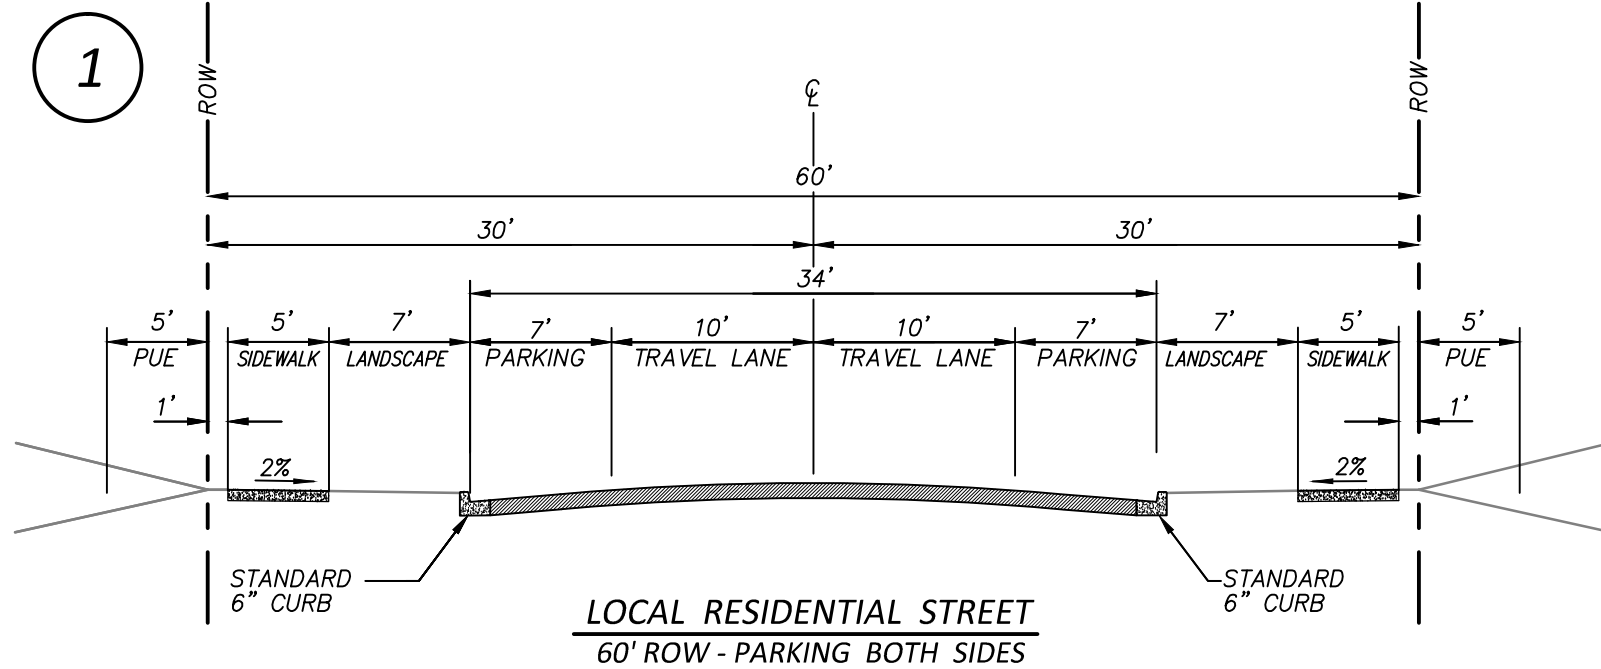 1
ROW
ROW
℄
60'
30' 30'
34'
5' 5' 7' 7' 10' 10' 7' 7' 5' 5'
PUE SIDEWALK LANDSCAPE PARKING TRAVEL LANE TRAVEL LANE PARKING LANDSCAPE SIDEWALK PUE
1' 1'
2% 2%
STANDARD
6" CURB
STANDARD
6" CURB
LOCAL RESIDENTIAL STREET
60' ROW - PARKING BOTH SIDES